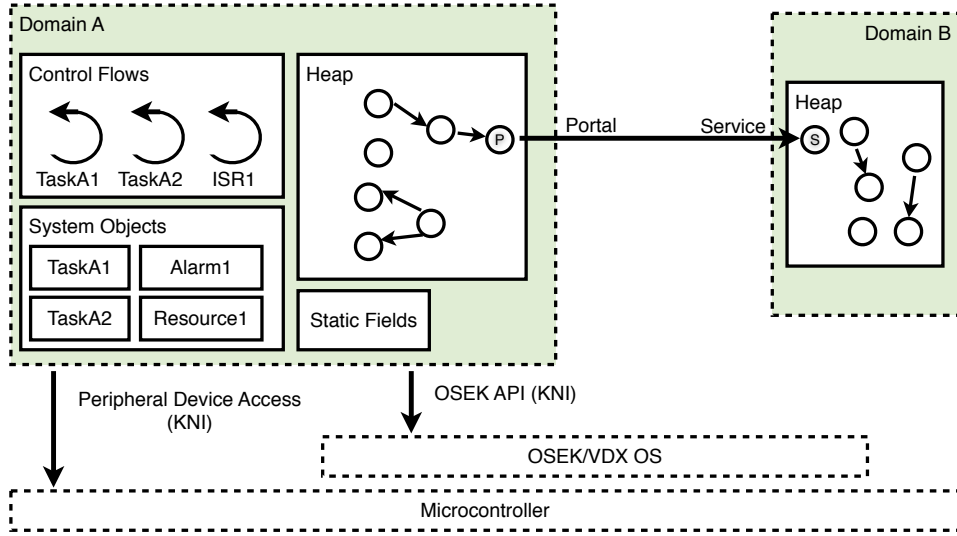 Domain A
Control Flows
TaskA1 TaskA2 ISR1
System Objects
TaskA1 Alarm1
TaskA2 Resource1
Heap
P
Static Fields
Portal Service
Domain B
Heap
S
Peripheral Device Access
(KNI)
OSEK API (KNI)
OSEK/VDX OS
Microcontroller